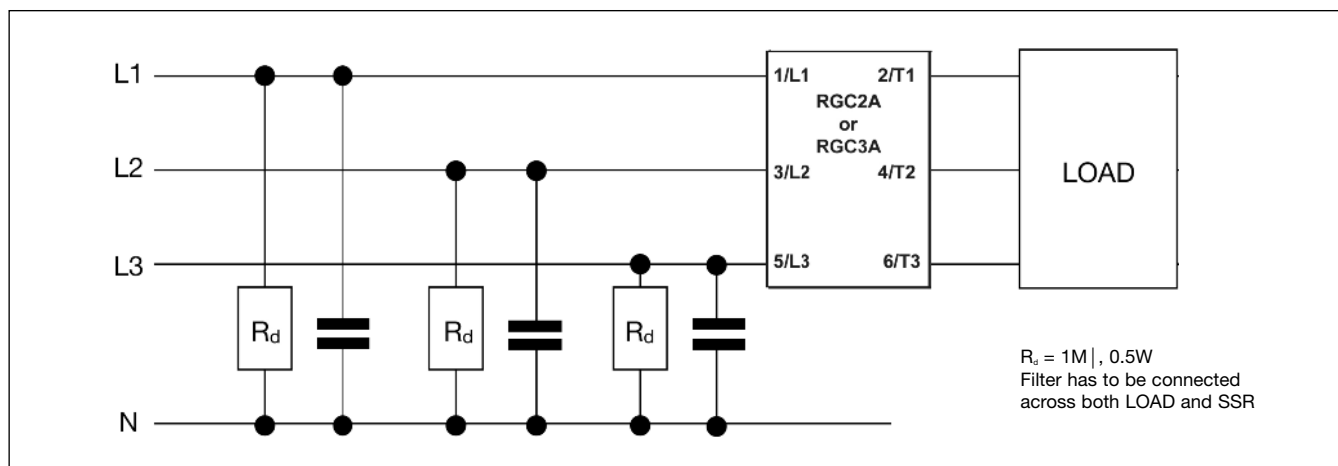 L1
1/L1 2/T1
RGC2A
or
RGC3A
L2
3/L2 4/T2
LOAD
L3
5/L3 6/T3
Rd Rd Rd
N
Rd = 1M|, 0.5W
Filter has to be connected
across both LOAD and SSR